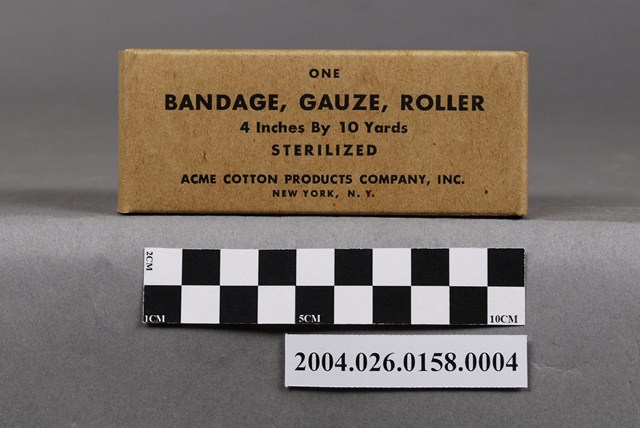 ONE
BANDAGE, GAUZE, ROLLER
4 Inches By 10 Yards
STERILIZED
ACME COTTON PRODUCTS COMPANY, INC.
NEW YORK, N. Y.
2CM
1CM 5CM 10CM
2004.026.0158.0004